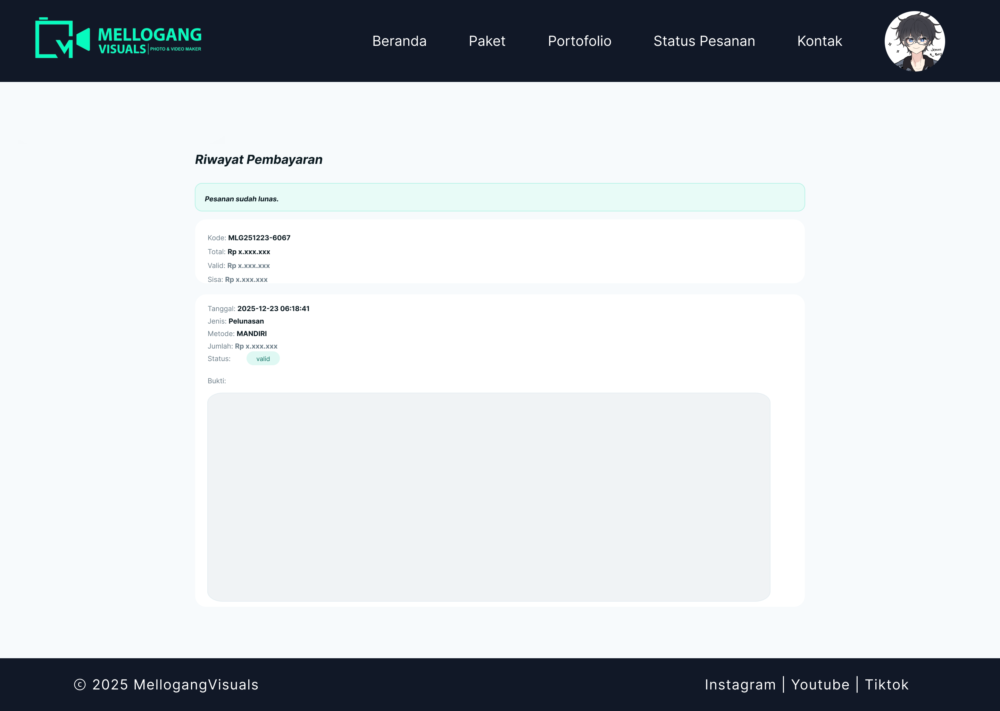 MELLOGANG
VISUALS PHOTO & VIDEO MAKER
Beranda Paket Portofolio Status Pesanan Kontak
Jenius
Boy
Riwayat Pembayaran
Pesanan sudah lunas.
Kode: MLG251223-6067
Total: Rp x.xxx.xxx
Valid: Rp x.xxx.xxx
Sisa: Rp x.xxx.xxx
Tanggal: 2025-12-23 06:18:41
Jenis: Pelunasan
Metode: MANDIRI
Jumlah: Rp x.xxx.xxx
Status: valid
Bukti:
© 2025 MellogangVisuals
Instagram | Youtube | Tiktok